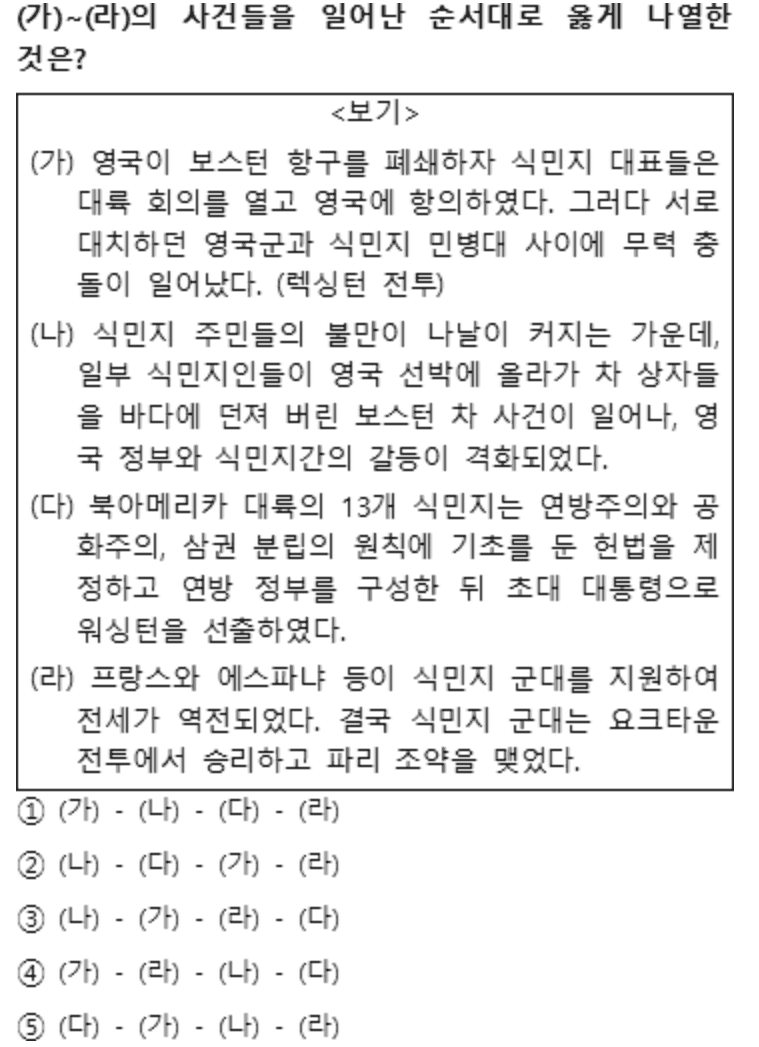 (가)~(라)의 사건들을 일어난 순서대로 옳게 나열한
것은?
<보기>
(가) 영국이 보스턴 항구를 폐쇄하자 식민지 대표들은
대륙 회의를 열고 영국에 항의하였다. 그러다 서로
대치하던 영국군과 식민지 민병대 사이에 무력 충
돌이 일어났다. (렉싱턴 전투)
(나) 식민지 주민들의 불만이 나날이 커지는 가운데,
일부 식민지인들이 영국 선박에 올라가 차 상자들
을 바다에 던져 버린 보스턴 차 사건이 일어나, 영
국 정부와 식민지간의 갈등이 격화되었다.
(다) 북아메리카 대륙의 13개 식민지는 연방주의와 공
화주의, 삼권 분립의 원칙에 기초를 둔 헌법을 제
정하고 연방 정부를 구성한 뒤 초대 대통령으로
워싱턴을 선출하였다.
(라) 프랑스와 에스파냐 등이 식민지 군대를 지원하여
전세가 역전되었다. 결국 식민지 군대는 요크타운
전투에서 승리하고 파리 조약을 맺었다.
① (가) - (나) - (다) - (라)
② (나) - (다) - (가) - (라)
③ (나) - (가) - (라) - (다)
④ (가) - (라) - (나) - (다)
⑤ (다) - (가) - (나) - (라)